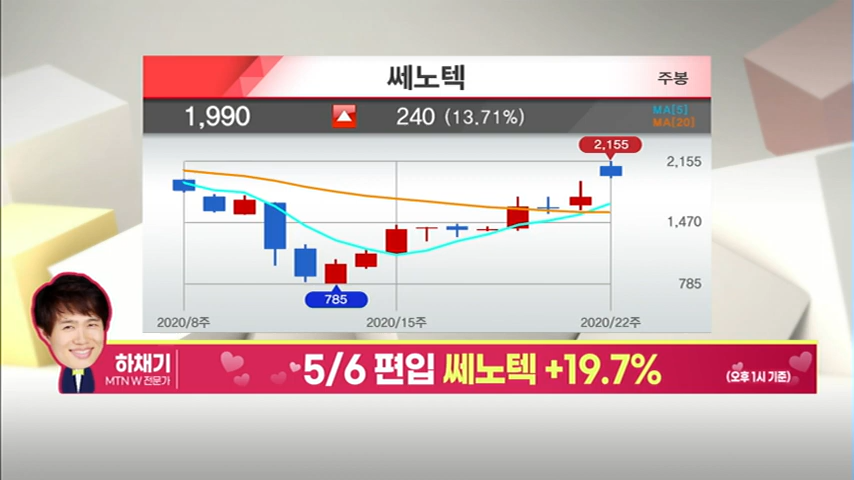 쎄노텍
주봉
1,990 240 (13.71%)
MA[5]
MA[20]
2,155
2,155
1,470
785
785
2020/8주 2020/15주 2020/22주
하채기
MTN W 전문가
5/6 편입 쎄노텍 +19.7%
(오후 1시 기준)